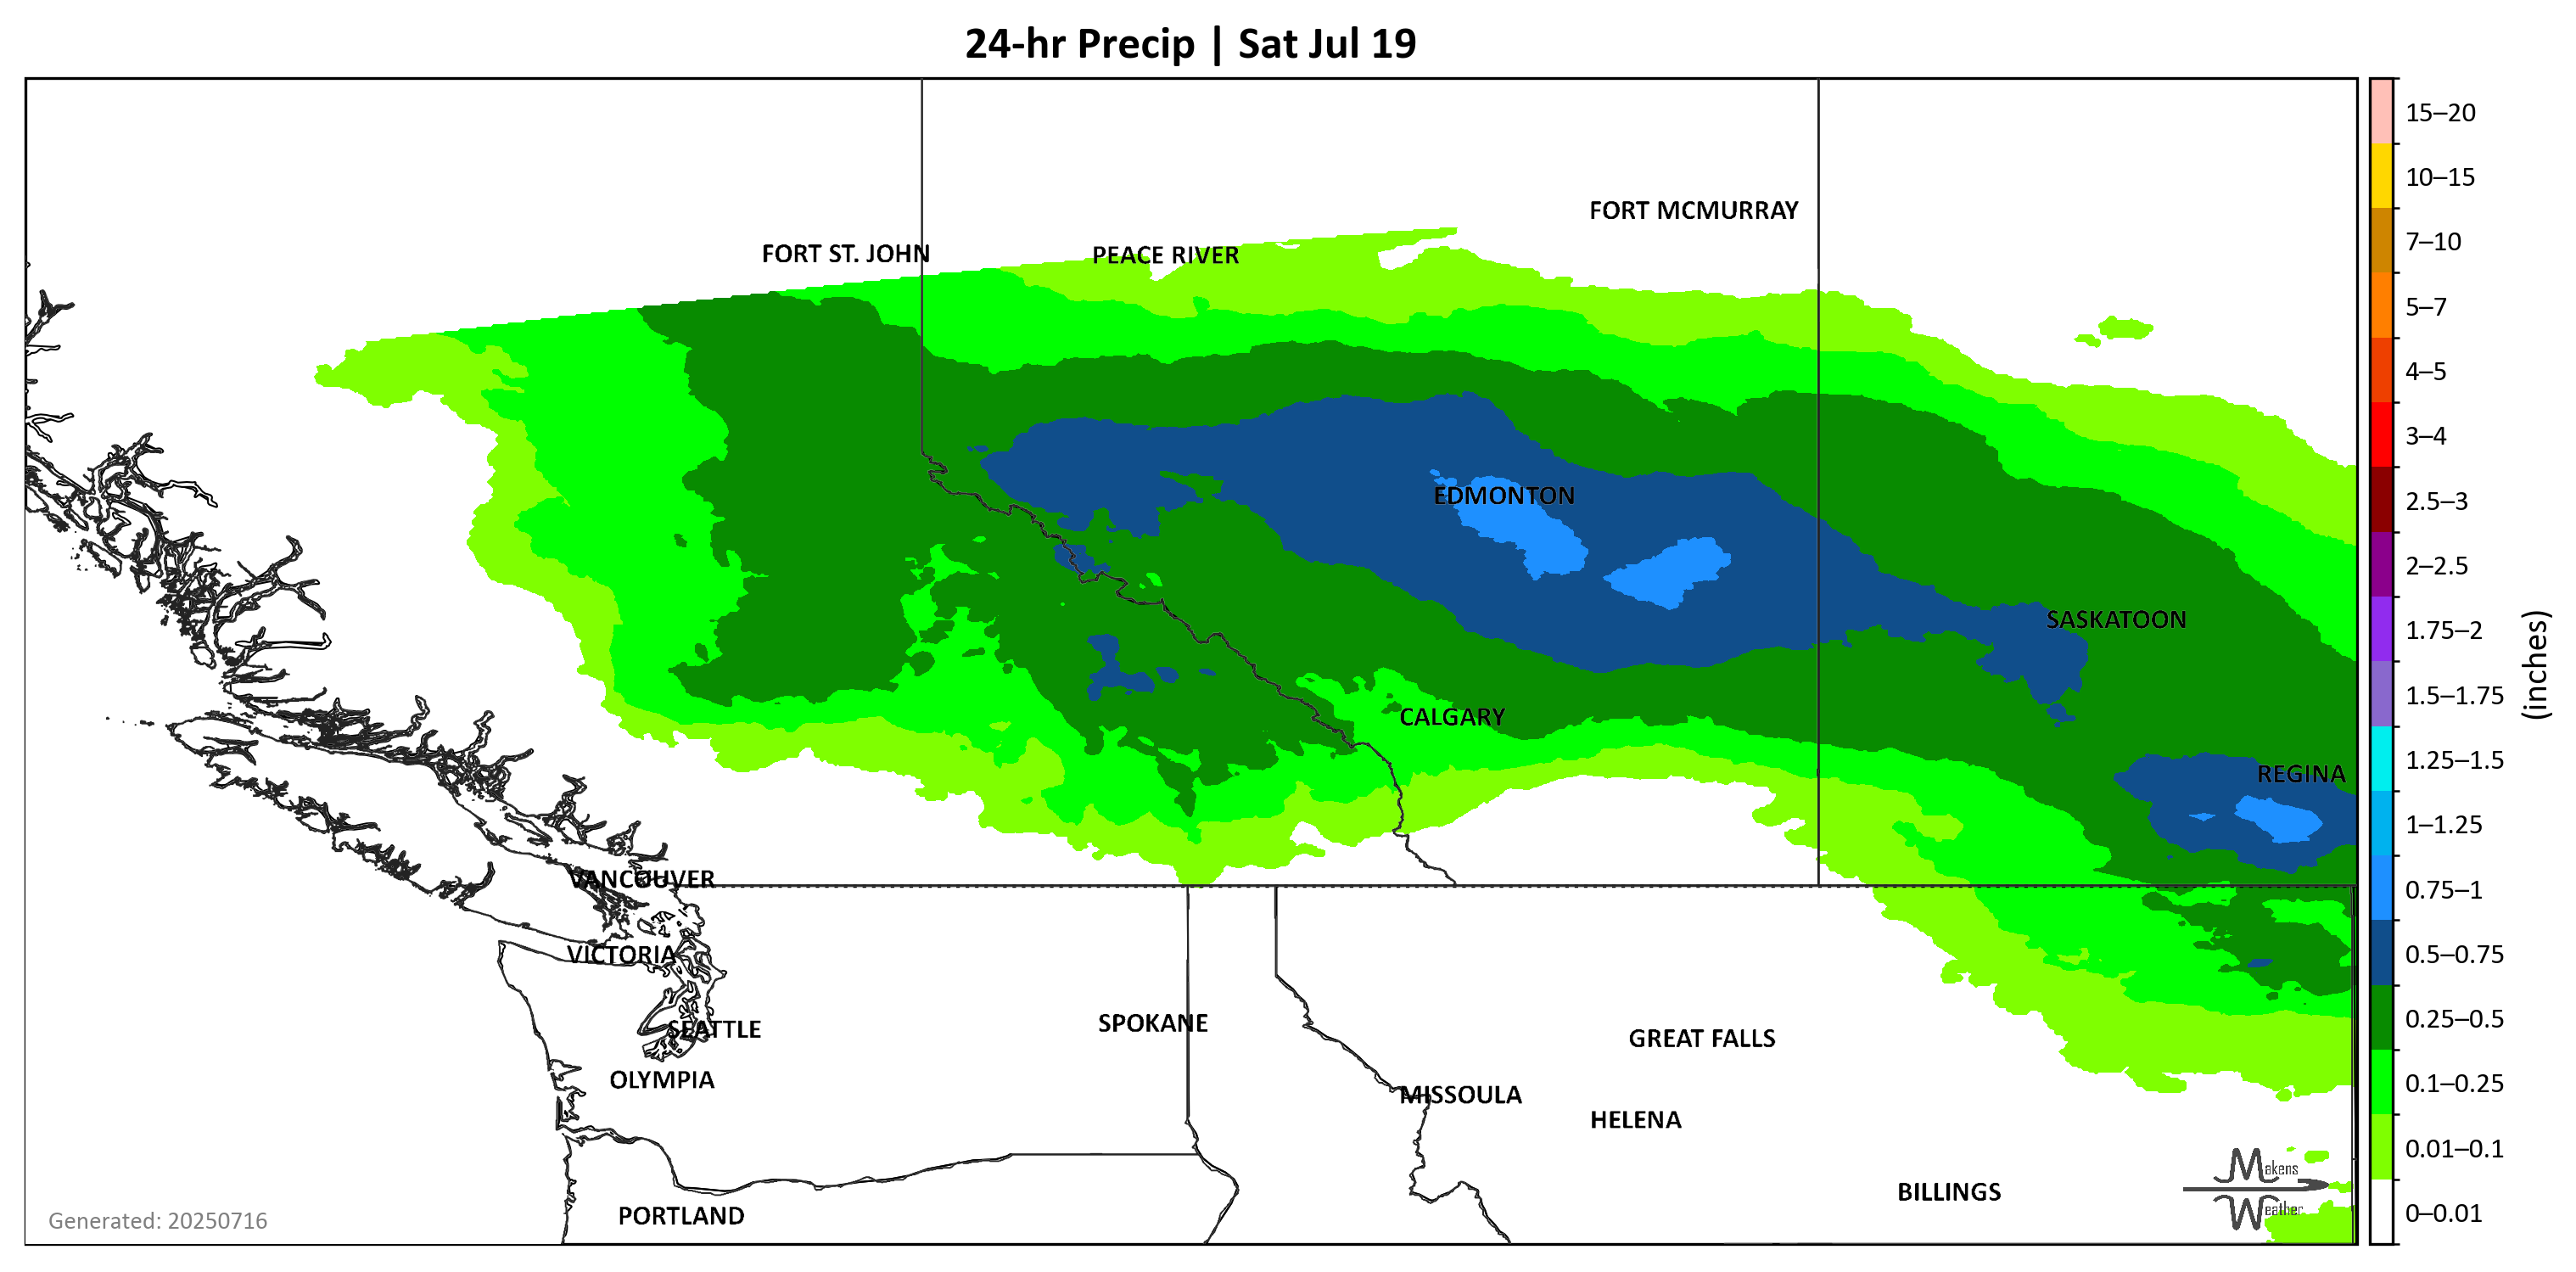 24-hr Precip | Sat Jul 19
15–20
10–15
FORT MCMURRAY
7–10
FORT ST. JOHN
PEACE RIVER
5–7
4–5
3–4
EDMONTON
2.5–3
2–2.5
SASKATOON
1.75–2
(inches)
1.5–1.75
CALGARY
1.25–1.5
REGINA
1–1.25
VANCOUVER
0.75–1
VICTORIA
0.5–0.75
SEATTLE
SPOKANE
GREAT FALLS
0.25–0.5
OLYMPIA
MISSOULA
0.1–0.25
HELENA
0.01–0.1
Makens
Weather
BILLINGS
PORTLAND
0–0.01
Generated: 20250716